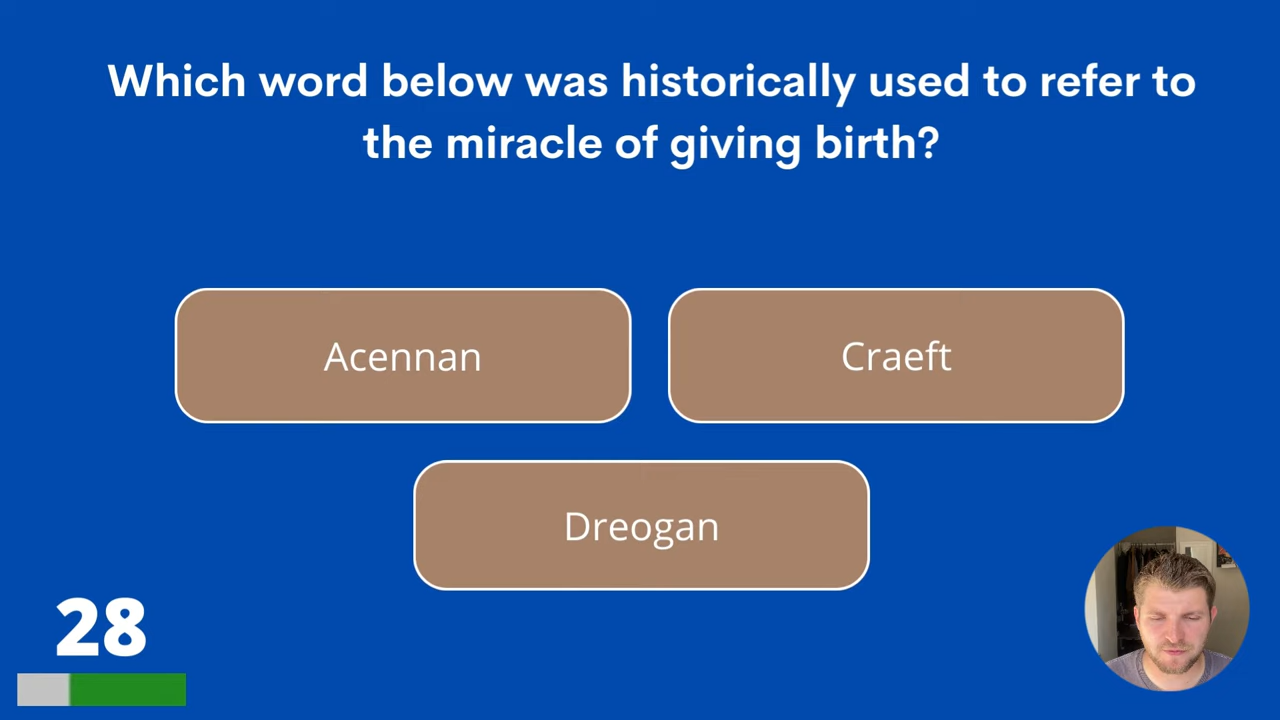 Which word below was historically used to refer to
the miracle of giving birth?
Acennan
Craeft
Dreogan
28